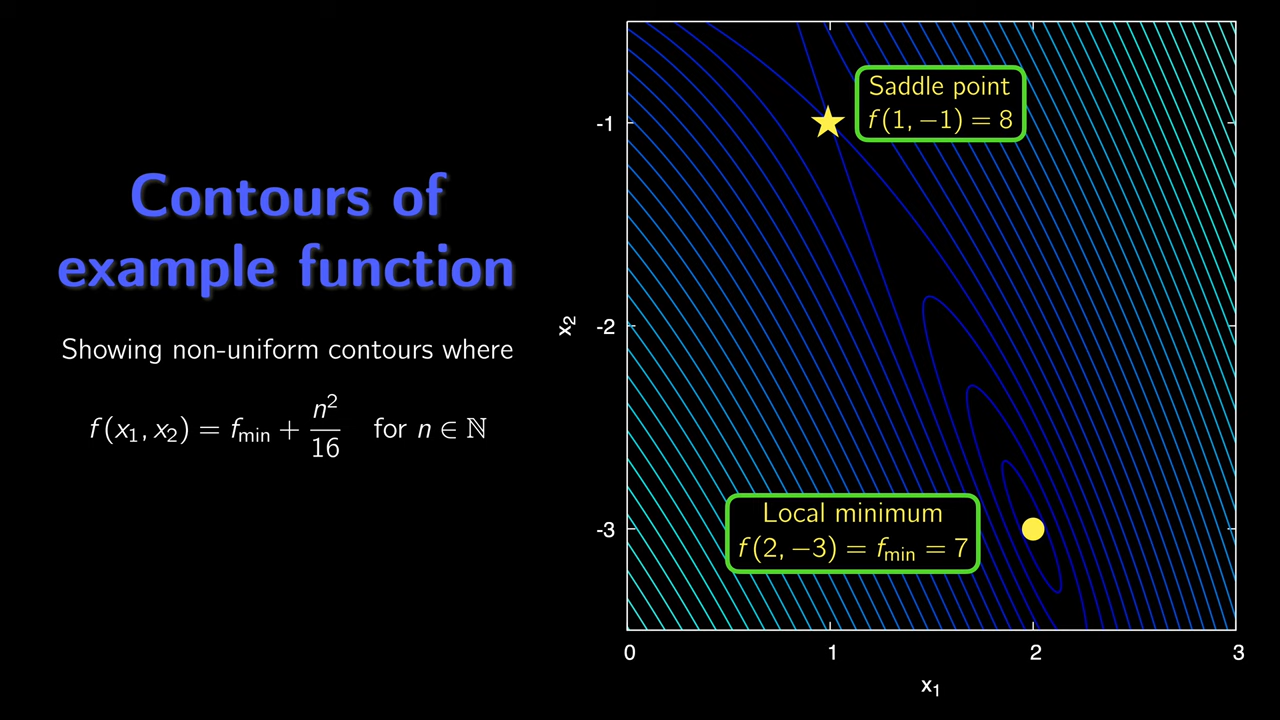 Contours of
example function
Showing non-uniform contours where
f(x₁, x₂) = f_min + n²/16 for n ∈ ℕ
Saddle point
f(1, −1) = 8
Local minimum
f(2, −3) = f_min = 7
-1
-2
-3
x₂
0 1 2 3
x₁